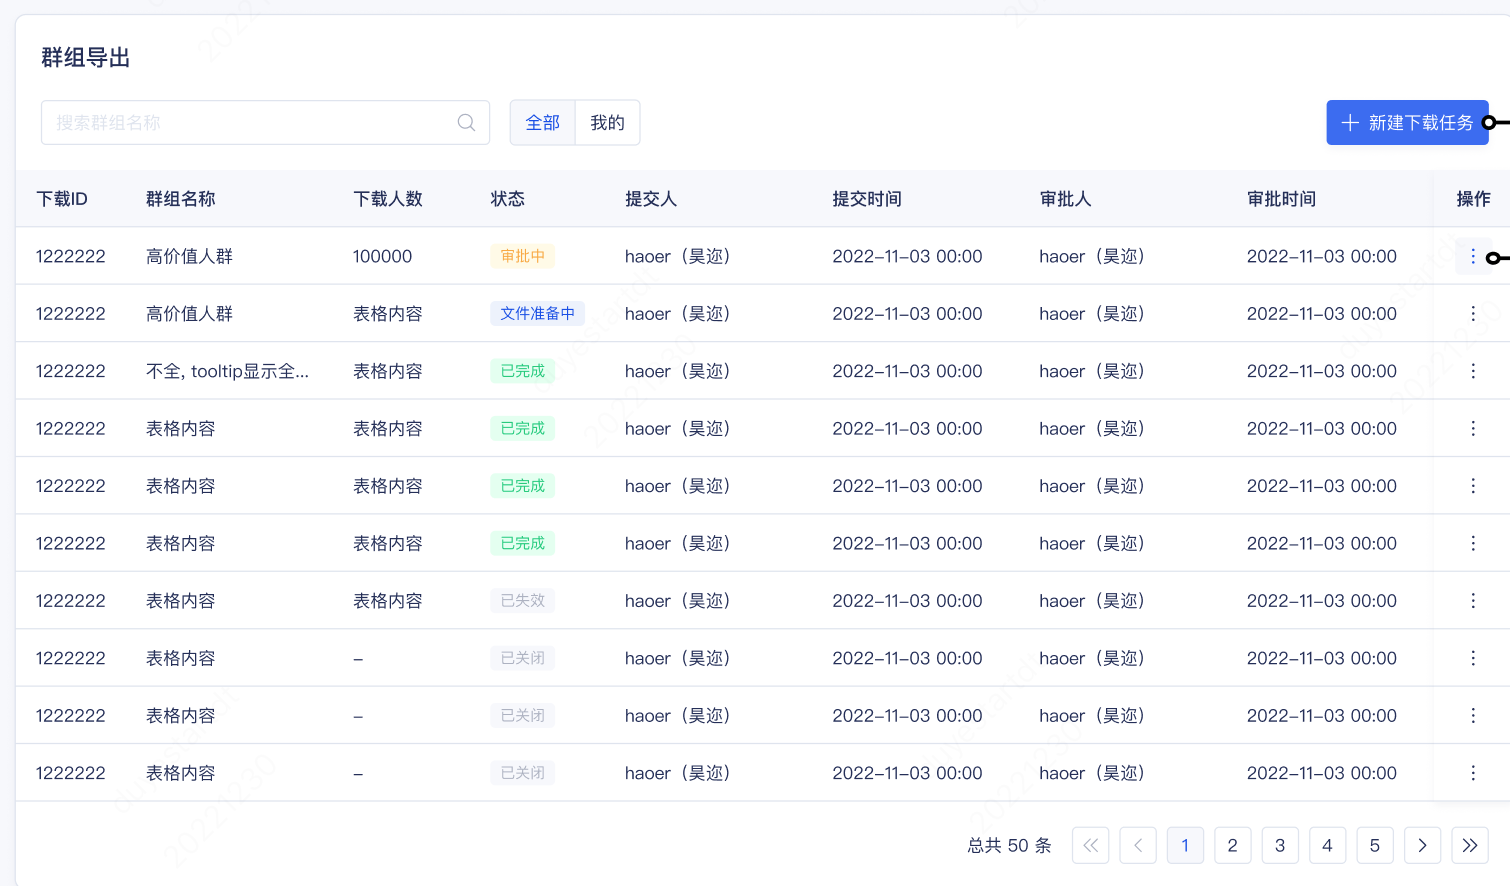 群组导出
搜索群组名称 全部 我的 新建下载任务
下载ID 群组名称 下载人数 状态 提交人 提交时间 审批人 审批时间 操作
1222222 高价值人群 100000 审批中 haoer（昊迩） 2022-11-03 00:00 haoer（昊迩） 2022-11-03 00:00
1222222 高价值人群 表格内容 文件准备中 haoer（昊迩） 2022-11-03 00:00 haoer（昊迩） 2022-11-03 00:00
1222222 不全, tooltip显示全... 表格内容 已完成 haoer（昊迩） 2022-11-03 00:00 haoer（昊迩） 2022-11-03 00:00
1222222 表格内容 表格内容 已完成 haoer（昊迩） 2022-11-03 00:00 haoer（昊迩） 2022-11-03 00:00
1222222 表格内容 表格内容 已完成 haoer（昊迩） 2022-11-03 00:00 haoer（昊迩） 2022-11-03 00:00
1222222 表格内容 表格内容 已完成 haoer（昊迩） 2022-11-03 00:00 haoer（昊迩） 2022-11-03 00:00
1222222 表格内容 表格内容 已失效 haoer（昊迩） 2022-11-03 00:00 haoer（昊迩） 2022-11-03 00:00
1222222 表格内容 - 已关闭 haoer（昊迩） 2022-11-03 00:00 haoer（昊迩） 2022-11-03 00:00
1222222 表格内容 - 已关闭 haoer（昊迩） 2022-11-03 00:00 haoer（昊迩） 2022-11-03 00:00
1222222 表格内容 - 已关闭 haoer（昊迩） 2022-11-03 00:00 haoer（昊迩） 2022-11-03 00:00
总共 50 条 1 2 3 4 5